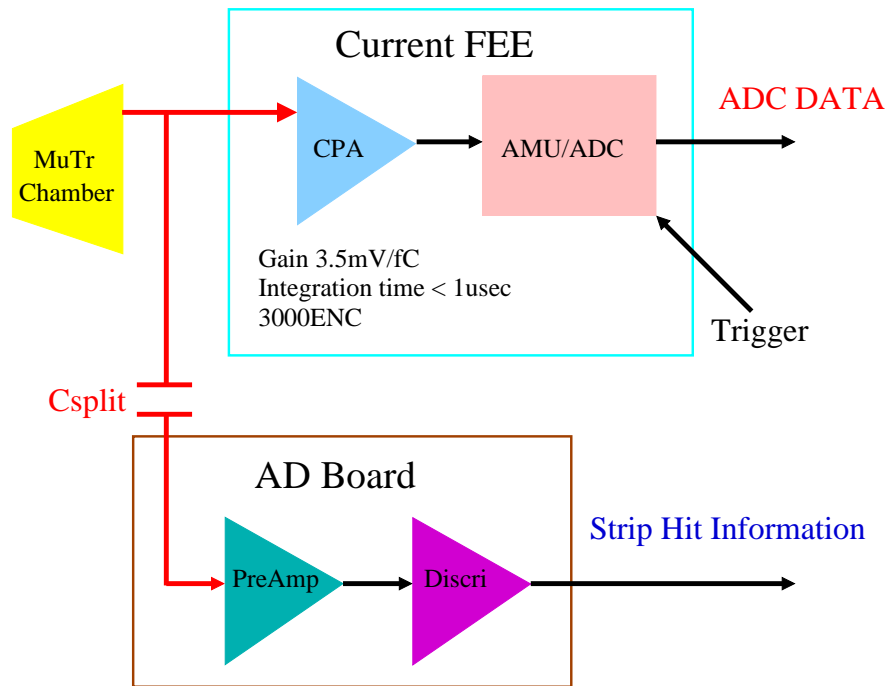 Current FEE
ADC DATA
MuTr
Chamber
CPA
AMU/ADC
Gain 3.5mV/fC
Integration time < 1usec
3000ENC
Trigger
Csplit
AD Board
Strip Hit Information
PreAmp
Discri